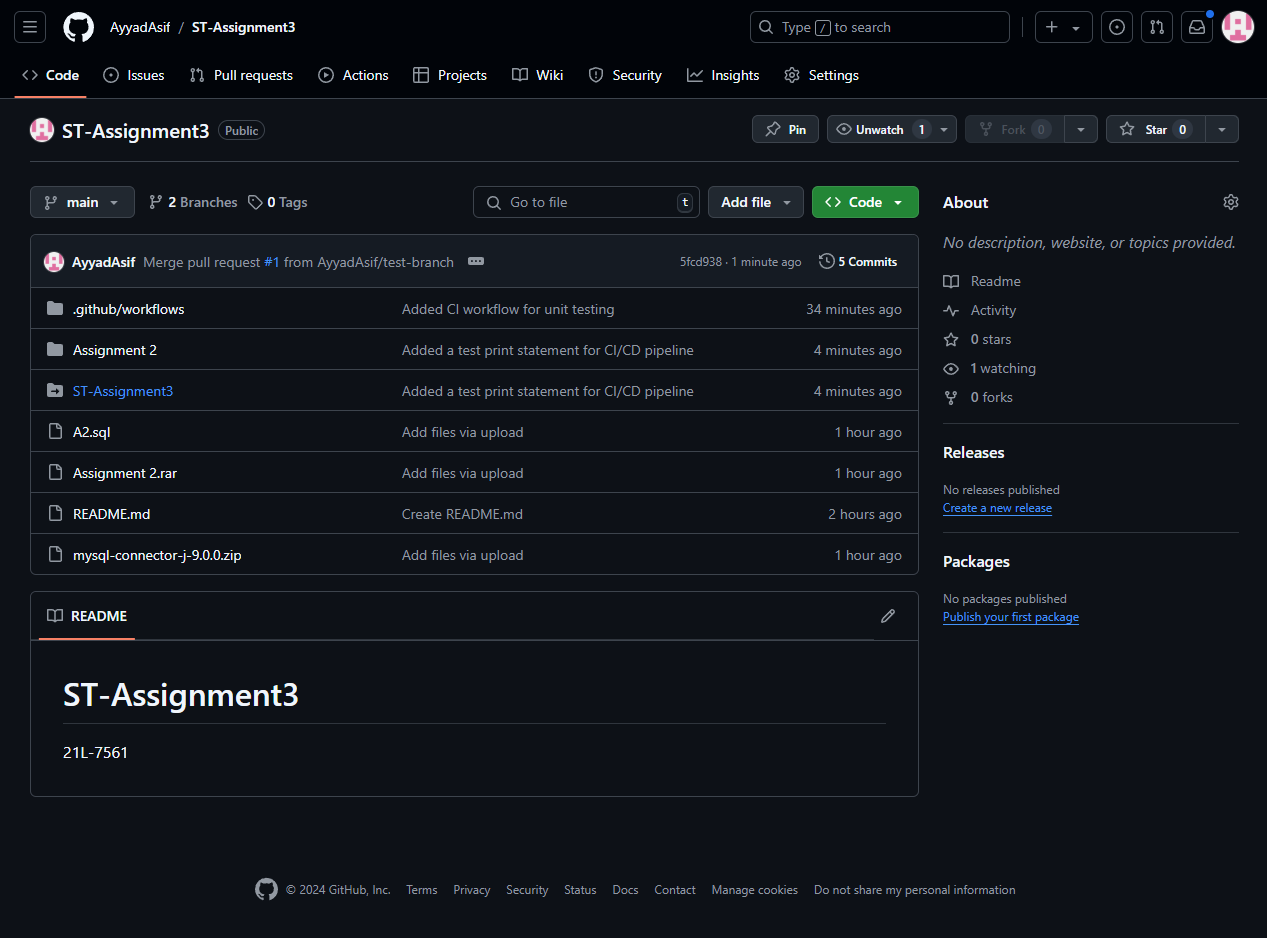 AyyadAsif / ST-Assignment3 Type / to search
Code Issues Pull requests Actions Projects Wiki Security Insights Settings
ST-Assignment3 Public Pin Unwatch 1 Fork 0 Star 0
main 2 Branches 0 Tags Go to file t Add file Code
AyyadAsif Merge pull request #1 from AyyadAsif/test-branch 5fcd938 · 1 minute ago 5 Commits
.github/workflows Added CI workflow for unit testing 34 minutes ago
Assignment 2 Added a test print statement for CI/CD pipeline 4 minutes ago
ST-Assignment3 Added a test print statement for CI/CD pipeline 4 minutes ago
A2.sql Add files via upload 1 hour ago
Assignment 2.rar Add files via upload 1 hour ago
README.md Create README.md 2 hours ago
mysql-connector-j-9.0.0.zip Add files via upload 1 hour ago
README
ST-Assignment3
21L-7561
About
No description, website, or topics provided.
Readme
Activity
0 stars
1 watching
0 forks
Releases
No releases published
Create a new release
Packages
No packages published
Publish your first package
© 2024 GitHub, Inc. Terms Privacy Security Status Docs Contact Manage cookies Do not share my personal information